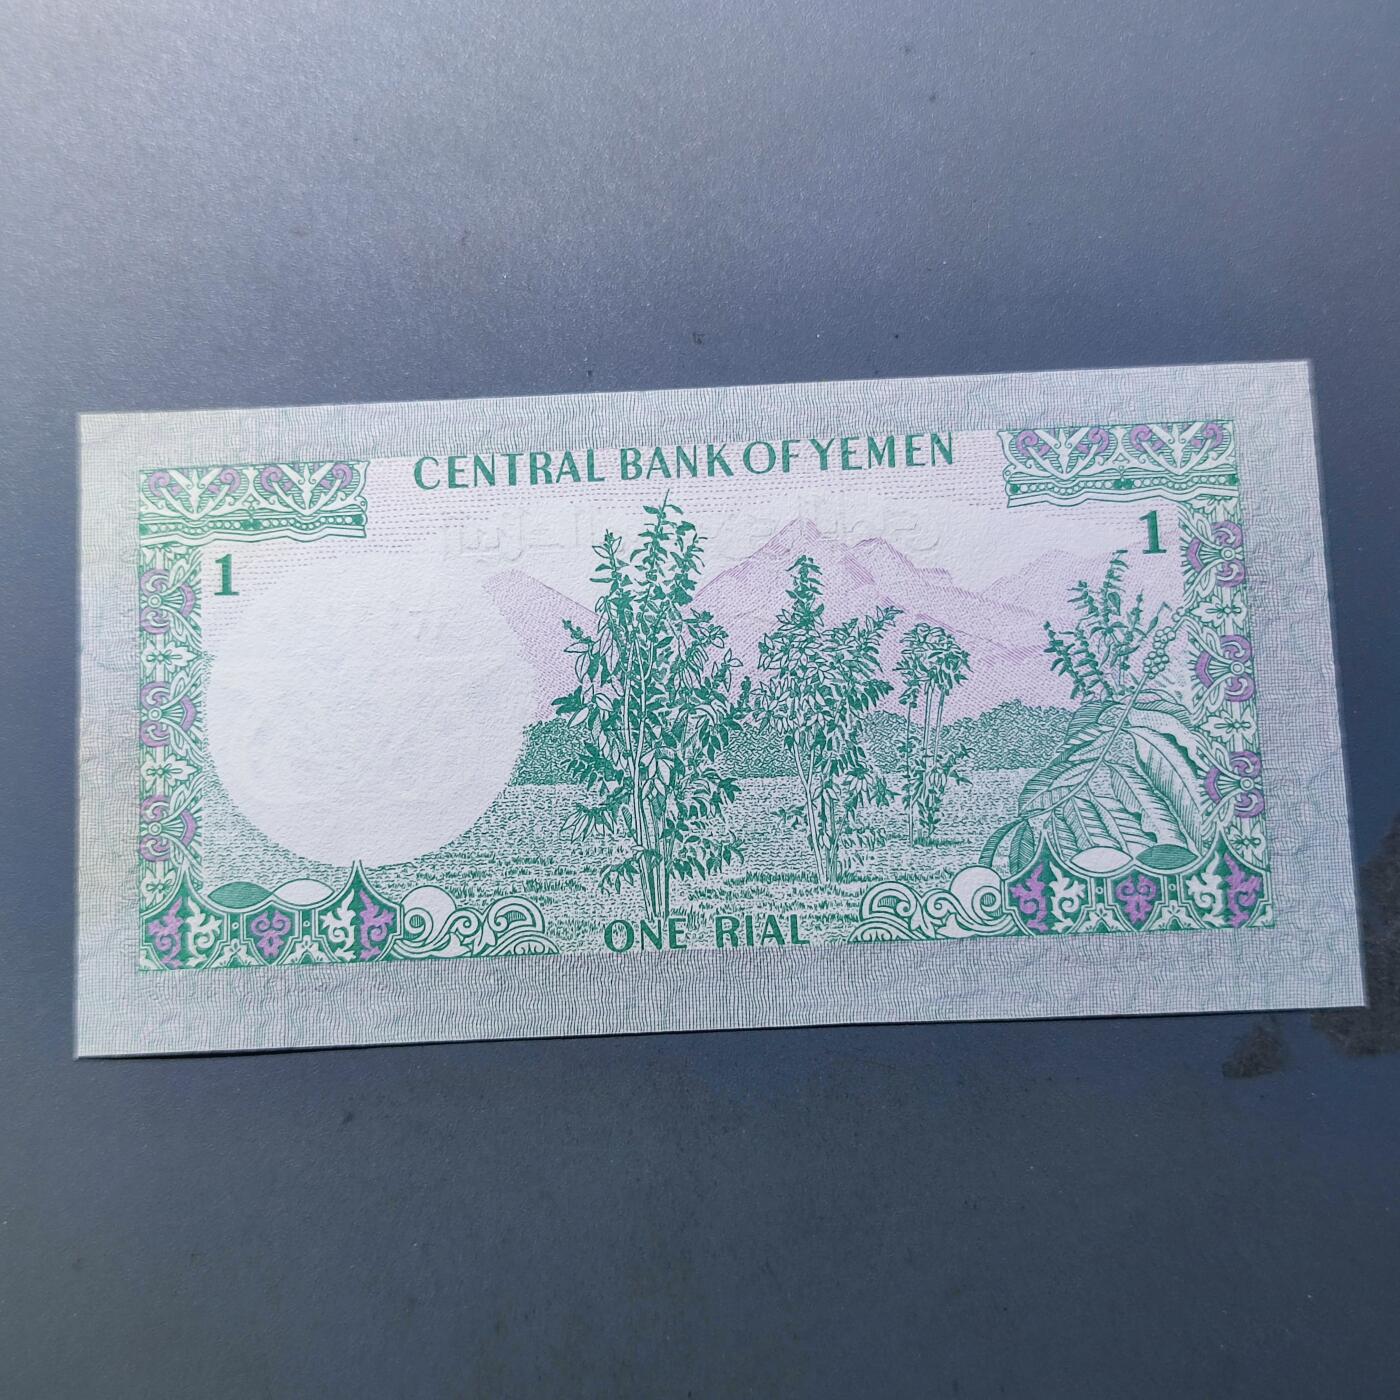 CENTRAL BANK OF YEMEN
1
1
ONE RIAL